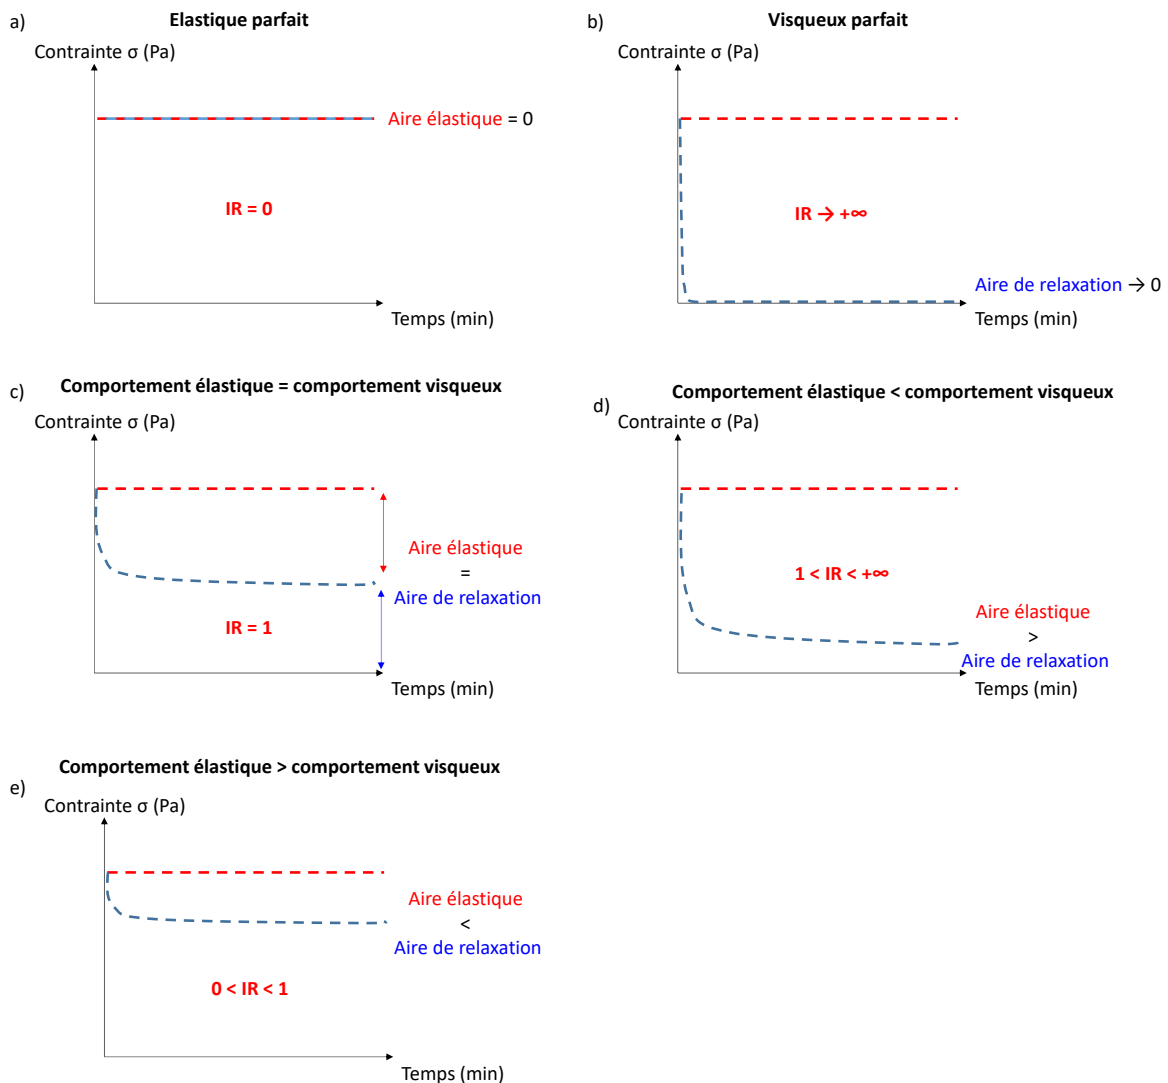 a)
Elastique parfait
Contrainte σ (Pa)
Aire élastique = 0
IR = 0
Temps (min)
b)
Visqueux parfait
Contrainte σ (Pa)
IR → +∞
Aire de relaxation → 0
Temps (min)
c)
Comportement élastique = comportement visqueux
Contrainte σ (Pa)
Aire élastique
=
Aire de relaxation
IR = 1
Temps (min)
d)
Comportement élastique < comportement visqueux
Contrainte σ (Pa)
1 < IR < +∞
Aire élastique
>
Aire de relaxation
Temps (min)
e)
Comportement élastique > comportement visqueux
Contrainte σ (Pa)
Aire élastique
<
Aire de relaxation
0 < IR < 1
Temps (min)